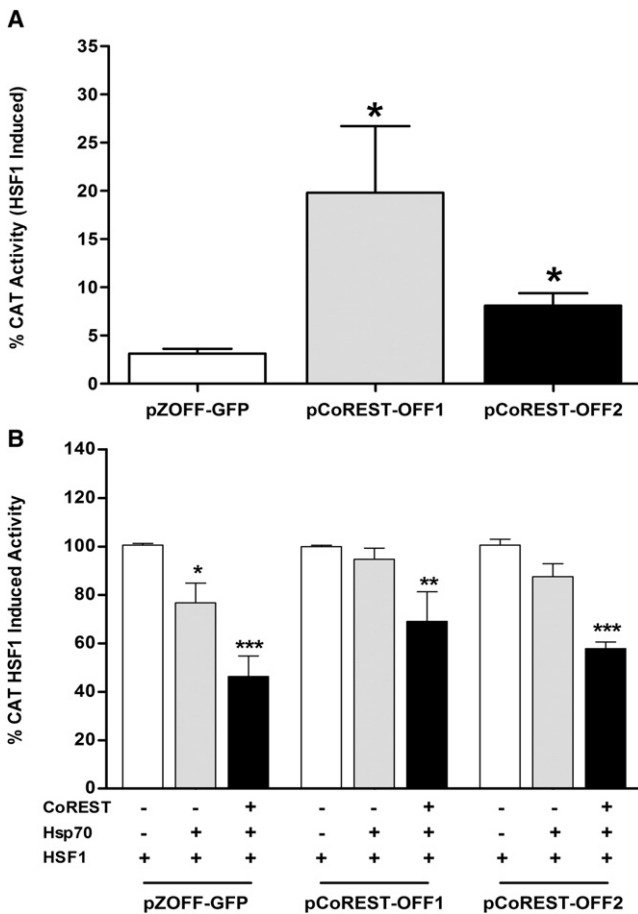 A
% CAT Activity (HSF1 Induced)
35
30
25
20
15
10
5
0
*
*
pZOFF-GFP pCoREST-OFF1 pCoREST-OFF2
B
% CAT HSF1 Induced Activity
140
120
100
80
60
40
20
0
* *** ** ***
CoREST - - + - - + - - +
Hsp70 - + + - + + - + +
HSF1 + + + + + + + + +
pZOFF-GFP pCoREST-OFF1 pCoREST-OFF2